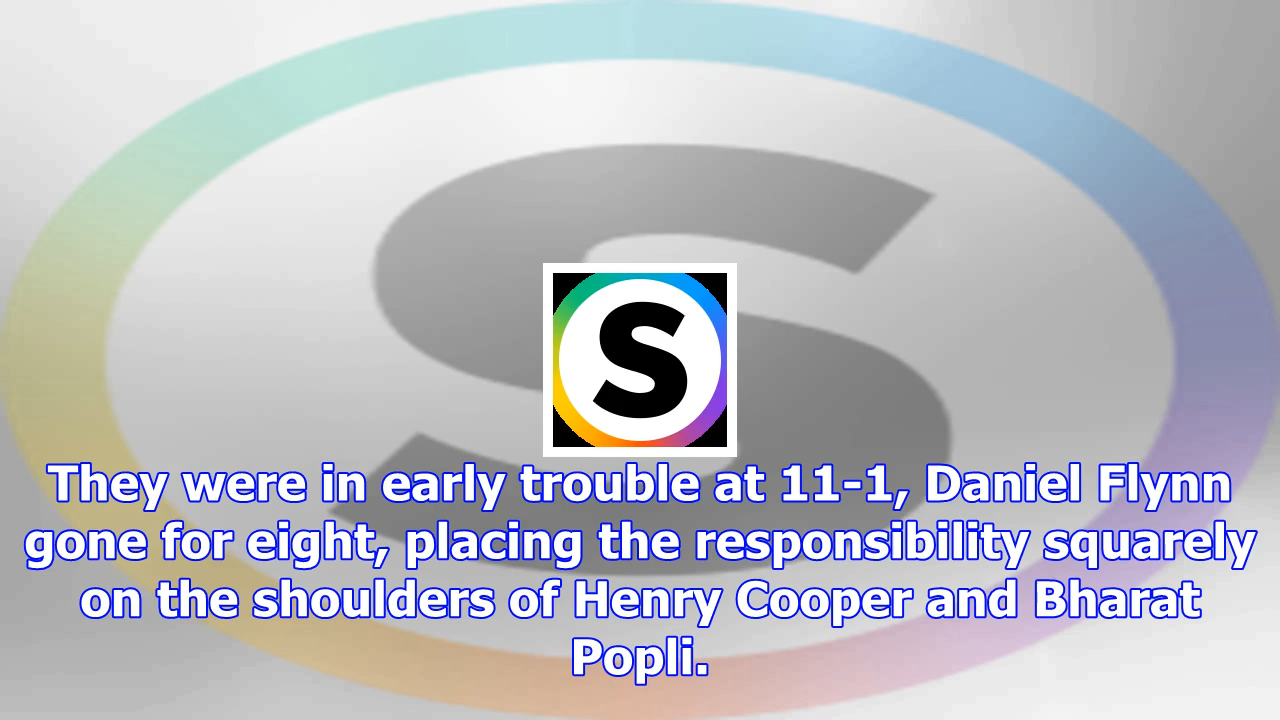 S
They were in early trouble at 11-1, Daniel Flynn
gone for eight, placing the responsibility squarely
on the shoulders of Henry Cooper and Bharat
Popli.